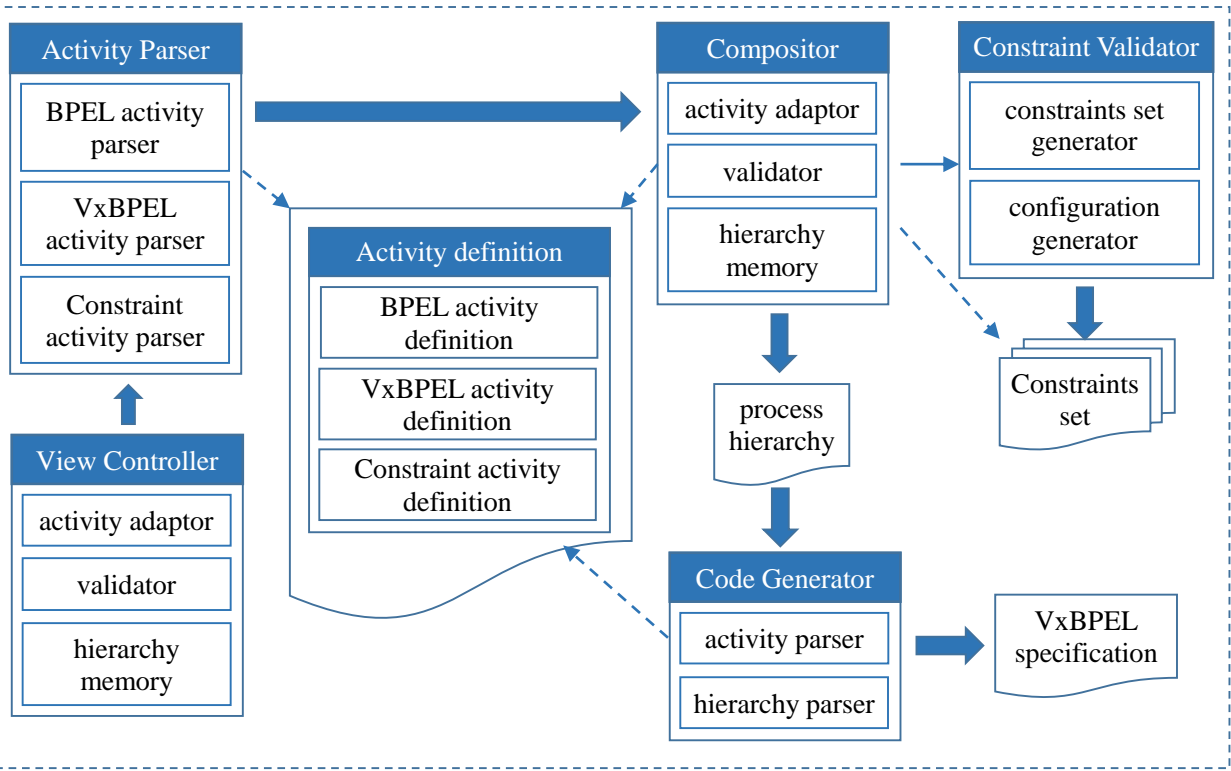 Activity Parser
BPEL activity
parser
VxBPEL
activity parser
Constraint
activity parser
View Controller
activity adaptor
validator
hierarchy
memory
Activity definition
BPEL activity
definition
VxBPEL activity
definition
Constraint activity
definition
Compositor
activity adaptor
validator
hierarchy
memory
process
hierarchy
Code Generator
activity parser
hierarchy parser
Constraint Validator
constraints set
generator
configuration
generator
Constraints
set
VxBPEL
specification